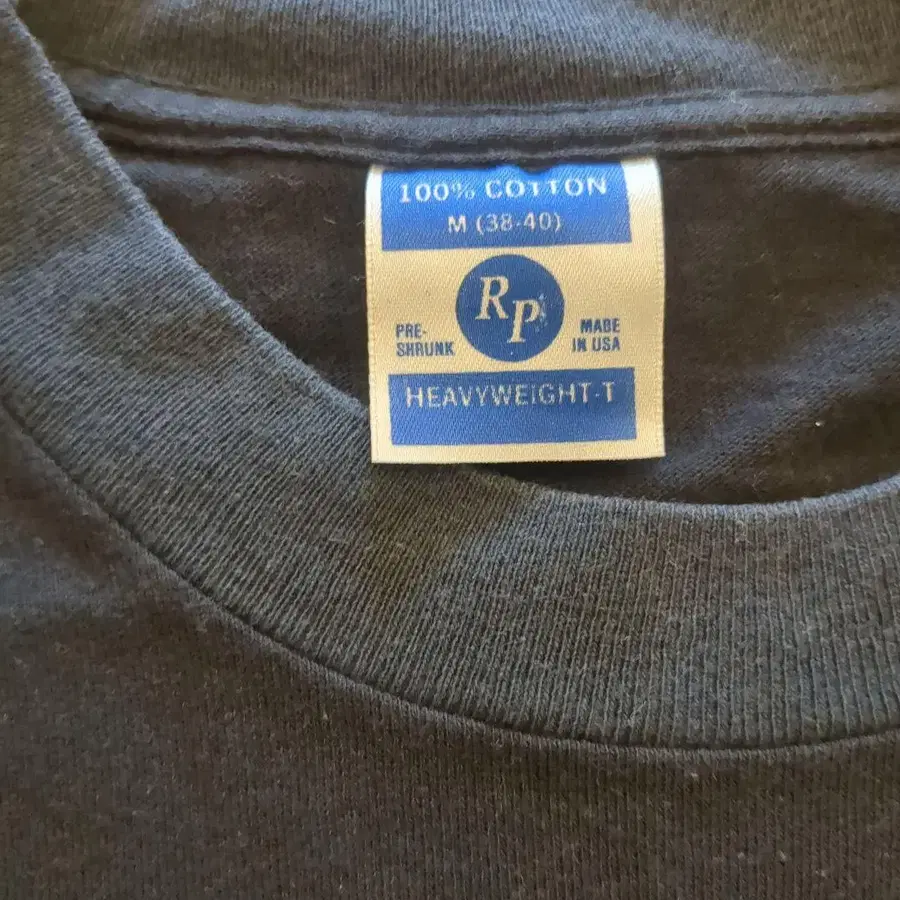 100% COTTON
M (38-40)
RP
PRE-
SHRUNK
MADE
IN USA
HEAVYWEIGHT-T